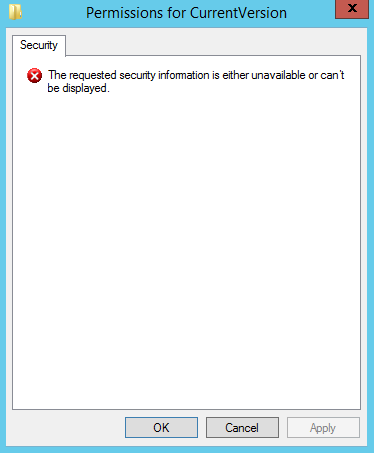 Permissions for CurrentVersion
x
Security
The requested security information is either unavailable or can't
be displayed.
OK
Cancel
Apply